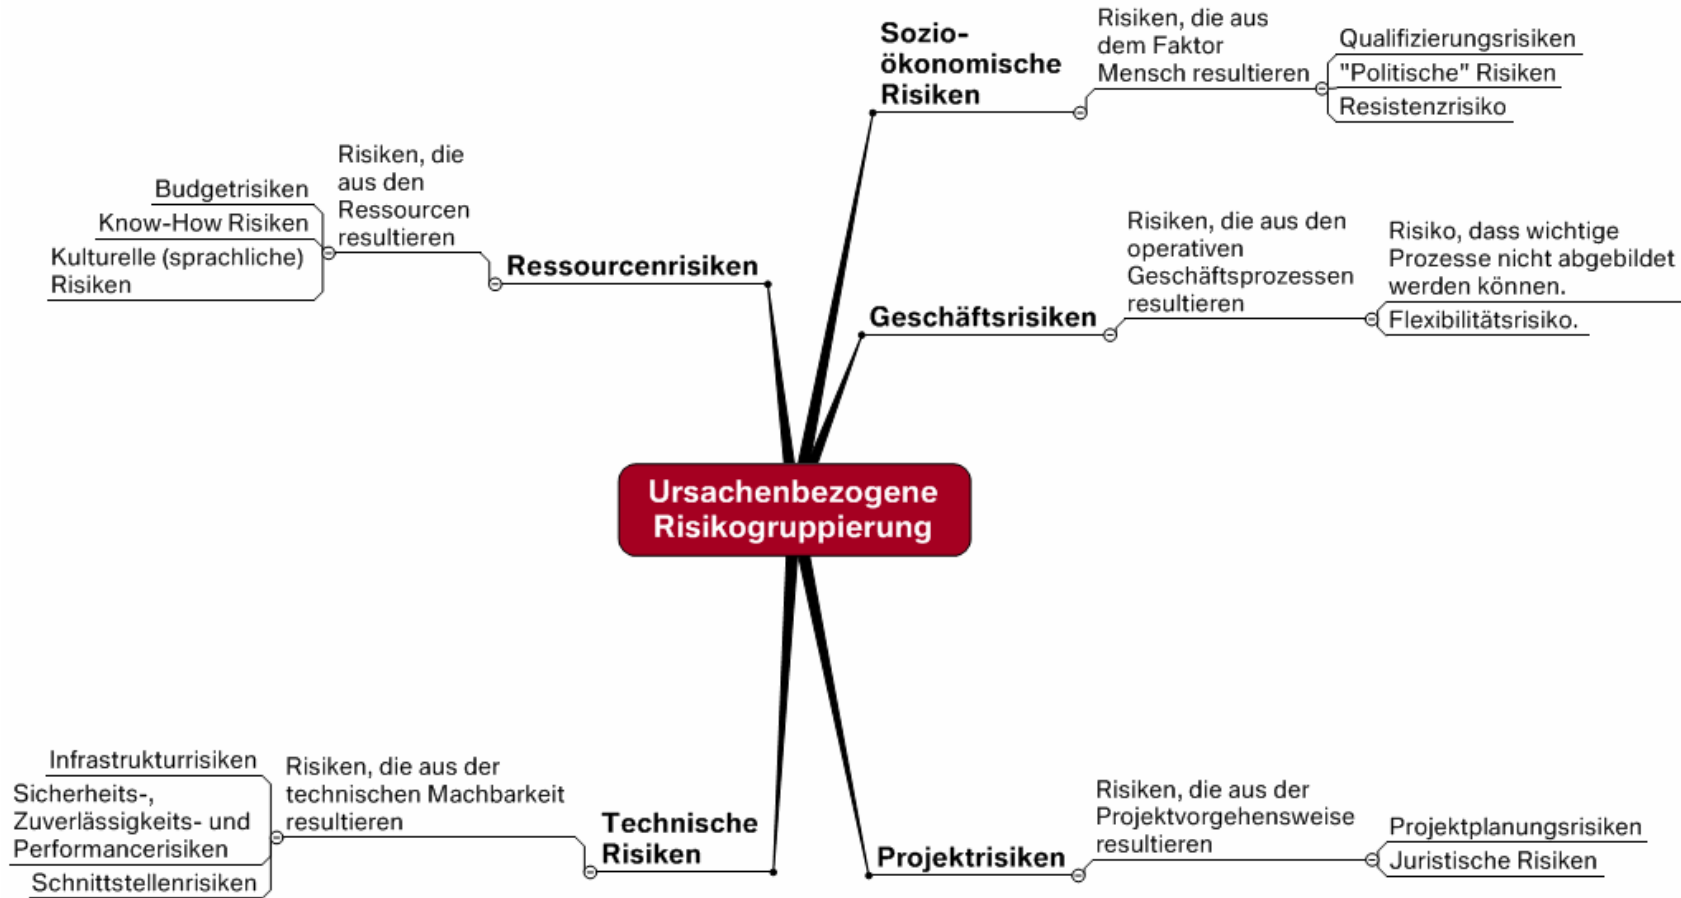 Sozio-
ökonomische
Risiken
Risiken, die aus
dem Faktor
Mensch resultieren
Qualifizierungsrisiken
"Politische" Risiken
Resistenzrisiko
Geschäftsrisiken
Risiken, die aus den
operativen
Geschäftsprozessen
resultieren
Risiko, dass wichtige
Prozesse nicht abgebildet
werden können.
Flexibilitätsrisiko.
Ressourcenrisiken
Risiken, die
aus den
Ressourcen
resultieren
Budgetrisiken
Know-How Risiken
Kulturelle (sprachliche)
Risiken
Ursachenbezogene
Risikogruppierung
Technische
Risiken
Risiken, die aus der
technischen Machbarkeit
resultieren
Infrastrukturrisiken
Sicherheits-,
Zuverlässigkeits- und
Performancerisiken
Schnittstellenrisiken
Projektrisiken
Risiken, die aus der
Projektvorgehensweise
resultieren
Projektplanungsrisiken
Juristische Risiken